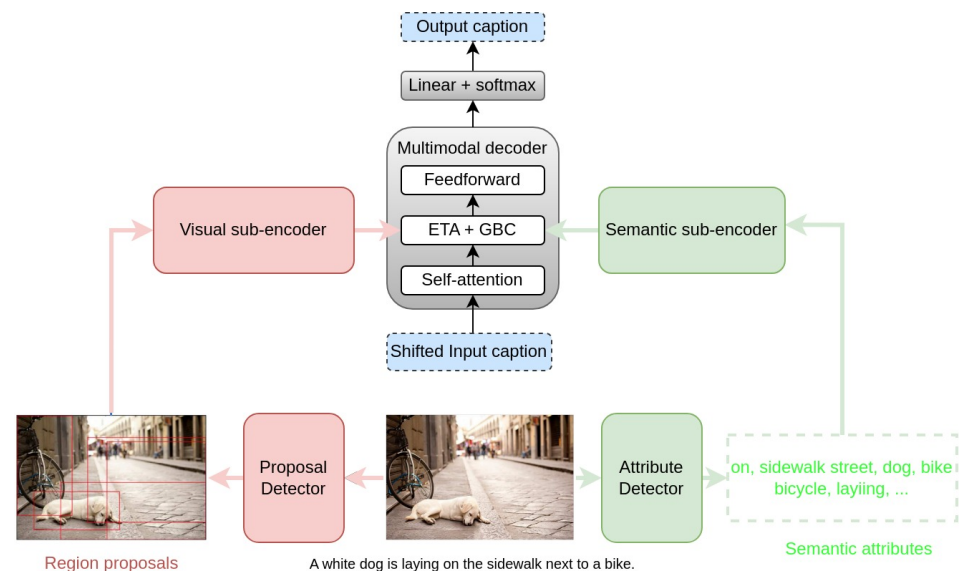 Output caption
Linear + softmax
Multimodal decoder
Feedforward
Visual sub-encoder
ETA + GBC
Semantic sub-encoder
Self-attention
Shifted Input caption
Proposal
Detector
Attribute
Detector
on, sidewalk street, dog, bike
bicycle, layiing, ...
Region proposals
A white dog is laying on the sidewalk next to a bike.
Semantic attributes